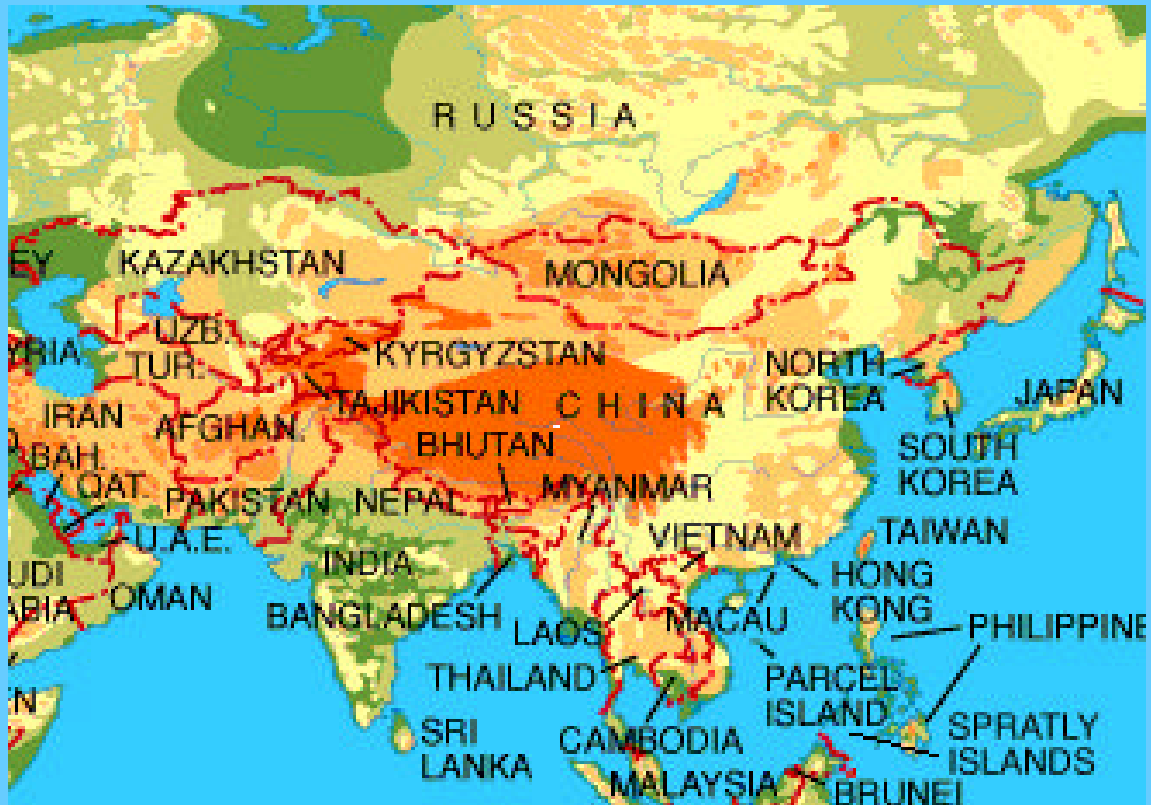 RUSSIA
EY
KAZAKHSTAN
MONGOLIA
UZB.
YRIA
TUR.
KYRGYZSTAN
NORTH
KOREA
IRAN
TAJIKISTAN
CHINA
JAPAN
AFGHAN.
BHUTAN
SOUTH
KOREA
BAH.
QAT.
PAKISTAN
NEPAL
MYANMAR
U.A.E.
VIETNAM
TAIWAN
INDIA
UDI
ABIA
OMAN
HONG
KONG
BANGLADESH
LAOS
MACAU
PHILIPPINE
THAILAND
PARCEL
ISLAND
EN
SRI
LANKA
CAMBODIA
SPRATLY
ISLANDS
MALAYSIA
BRUNEI